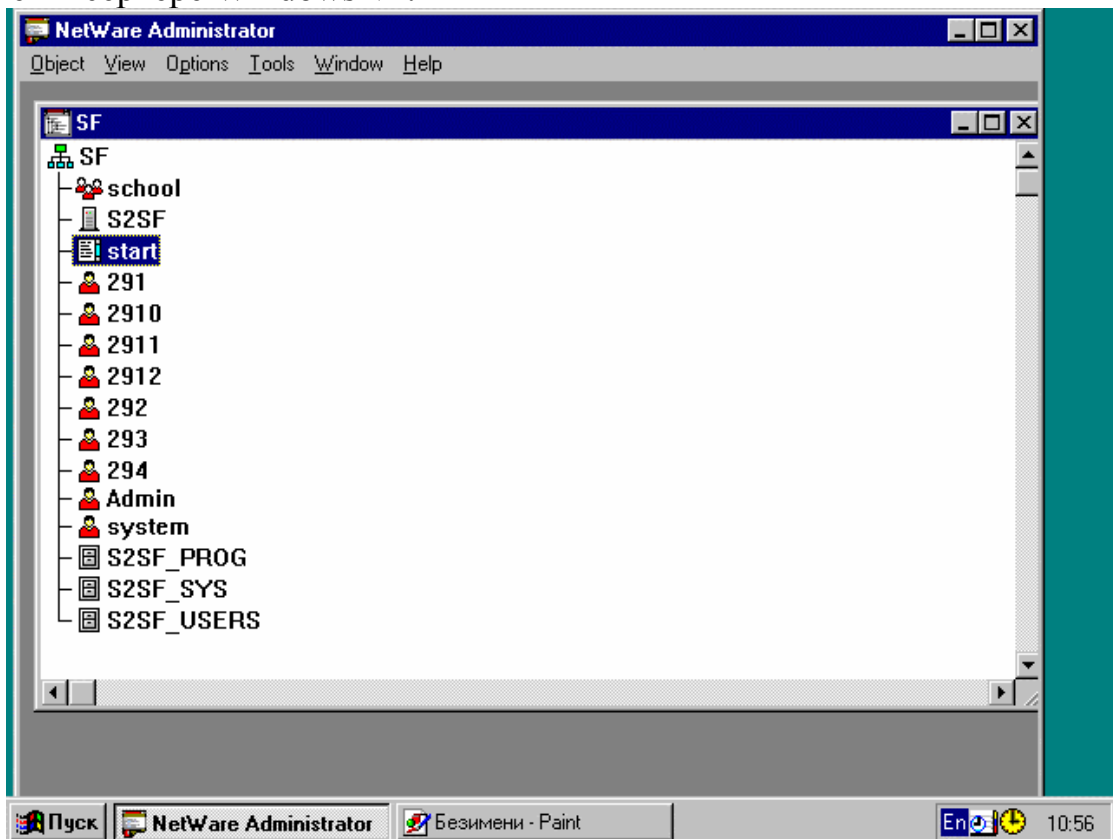 NetWare Administrator
Object View Options Tools Window Help
SF
SF
school
S2SF
start
291
2910
2911
2912
292
293
294
Admin
system
S2SF_PROG
S2SF_SYS
S2SF_USERS
Пуск NetWare Administrator Безимени - Paint En 10:56